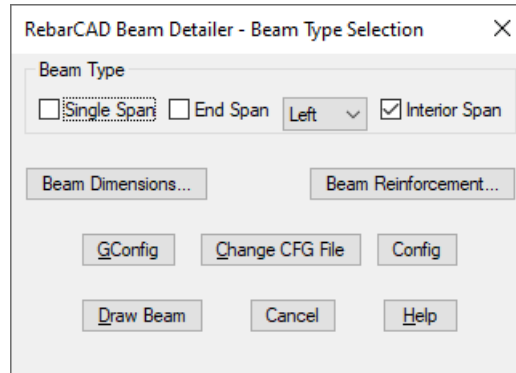 RebarCAD Beam Detailer - Beam Type Selection
Beam Type
Single Span End Span Left Interior Span
Beam Dimensions... Beam Reinforcement...
GConfig Change CFG File Config
Draw Beam Cancel Help